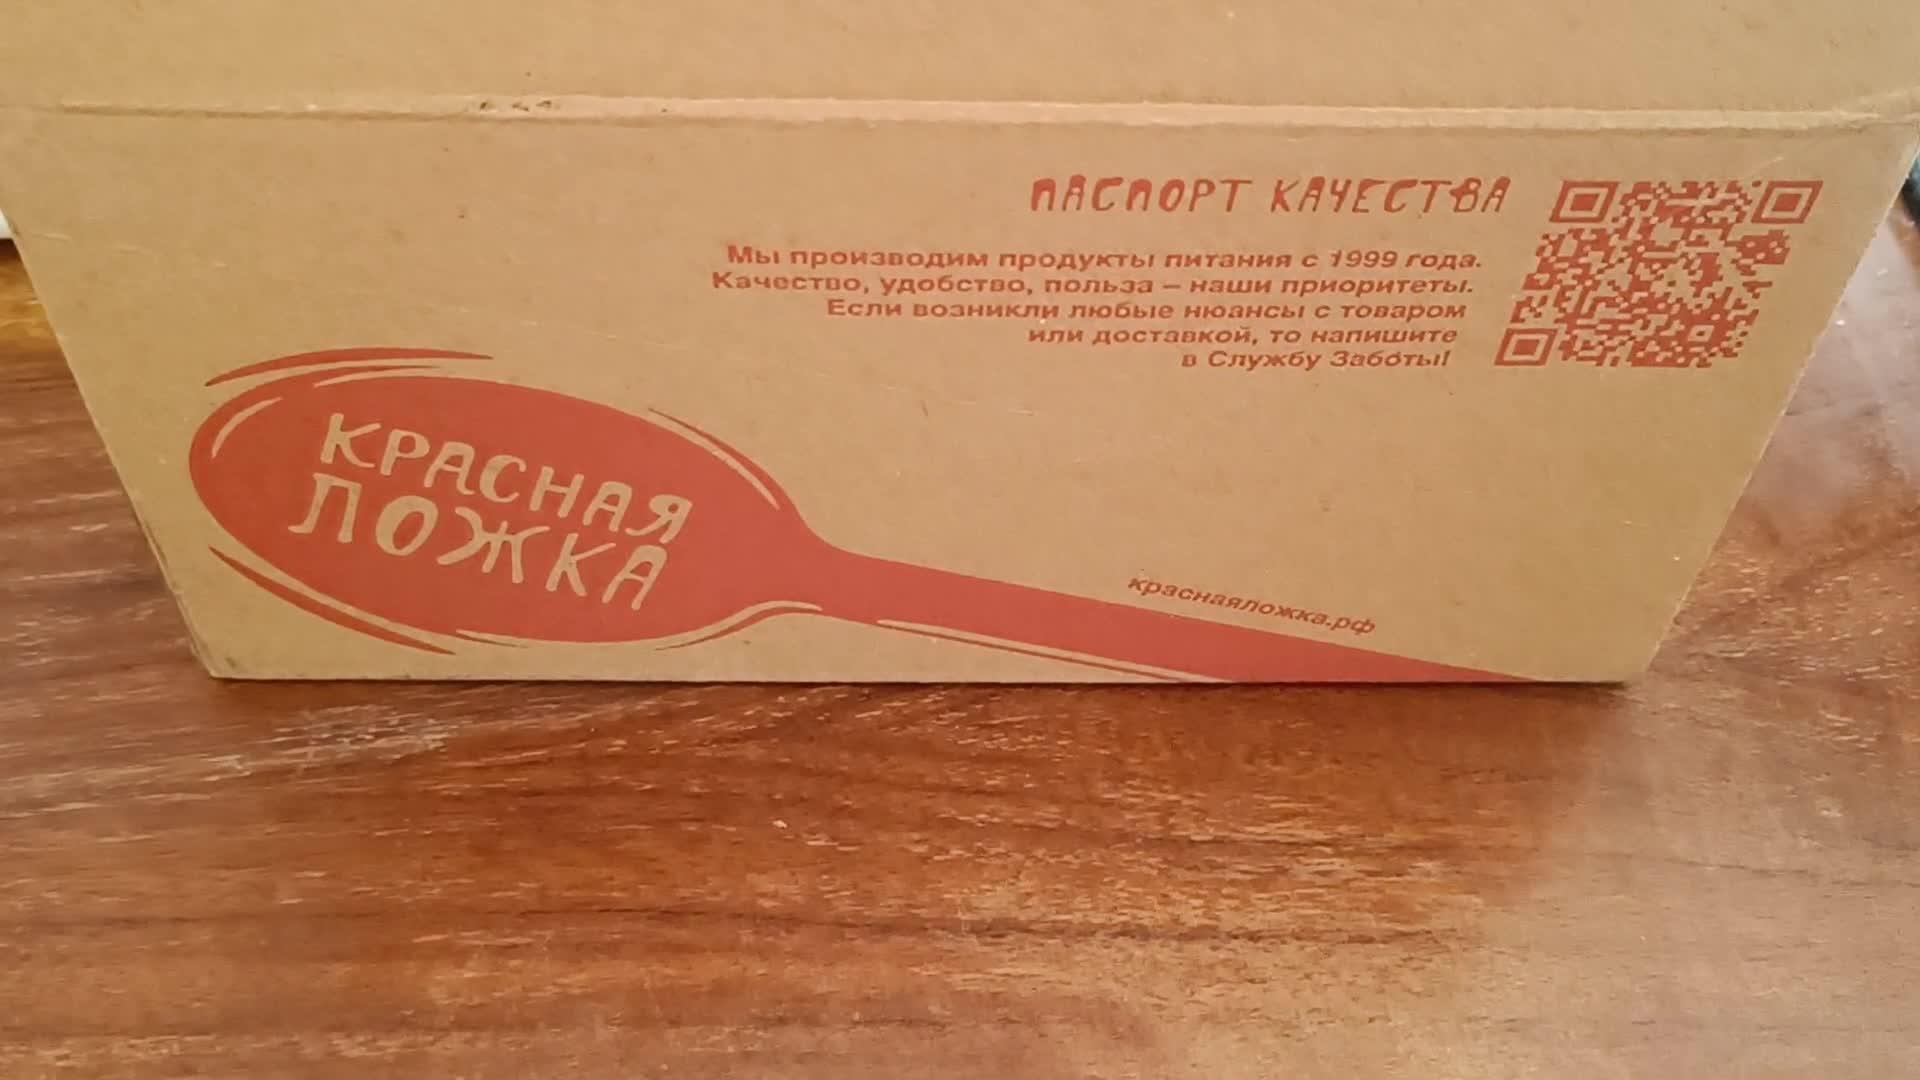 ПАСПОРТ КАЧЕСТВА
Мы производим продукты питания с 1999 года.
Качество, удобство, польза – наши приоритеты.
Если возникли любые нюансы с товаром
или доставкой, то напишите
в Службу Заботы!
КРАСНАЯ
ЛОЖКА
краснаяложка.рф